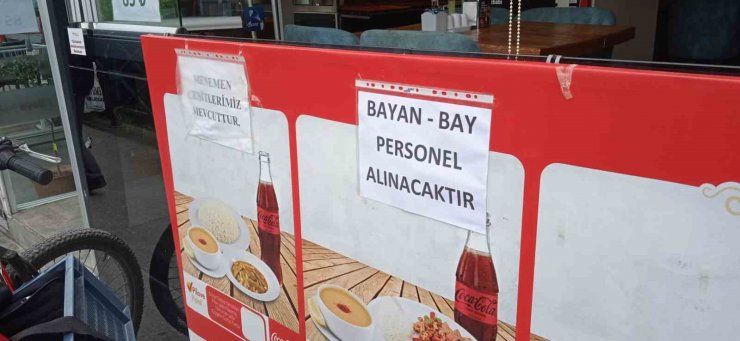 MENEMEN
ÇEŞİTLERİMİZ
MEVCUTTUR.
BAYAN - BAY
PERSONEL
ALINACAKTIR
Coca-Cola
Coca-Cola